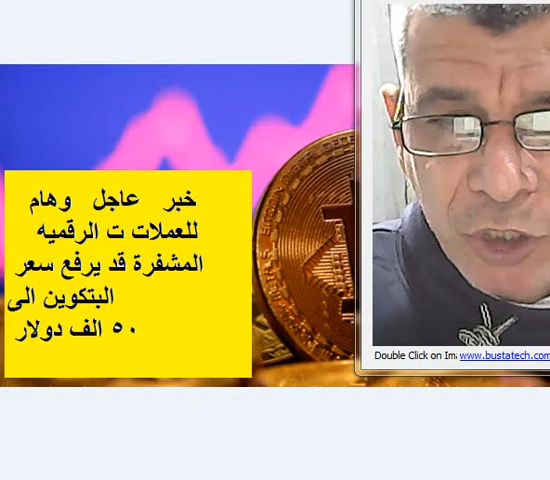 خبر عاجل وهام
للعملات ت الرقميه
المشفرة قد يرفع سعر
البتكوين الى
٥٠ الف دولار
Double Click on Im www.bustatech.com